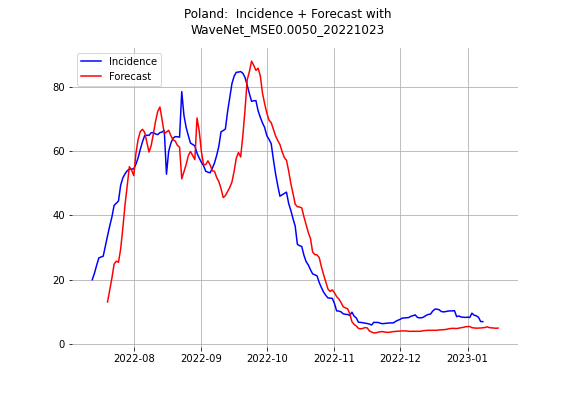 Poland:  Incidence + Forecast with
WaveNet_MSE0.0050_20221023
Incidence
Forecast
80
60
40
20
0
2022-08 2022-09 2022-10 2022-11 2022-12 2023-01